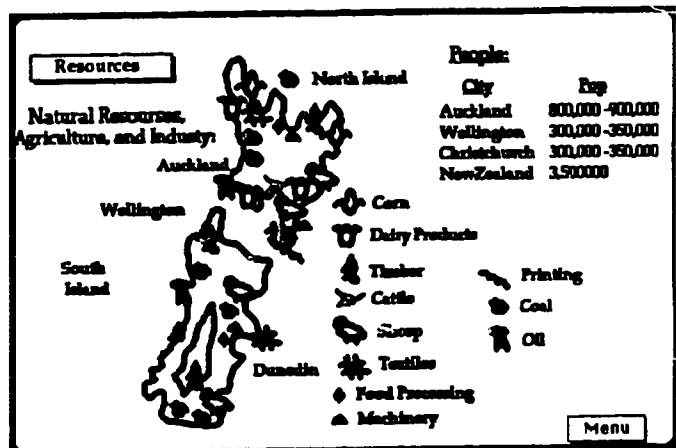 Resources
North Island
Natural Resourses,
Agriculture, and Industy:
Auckland
Wellington
South
Island
Dunedin
People:
City Pop
Auckland 800,000-900,000
Wellington 300,000-350,000
Christchurch 300,000-350,000
NewZealand 3,500000
Corn
Dairy Products
Timber
Cattle
Sheep
Textiles
Food Processing
Machinery
Printing
Coal
Oil
Menu